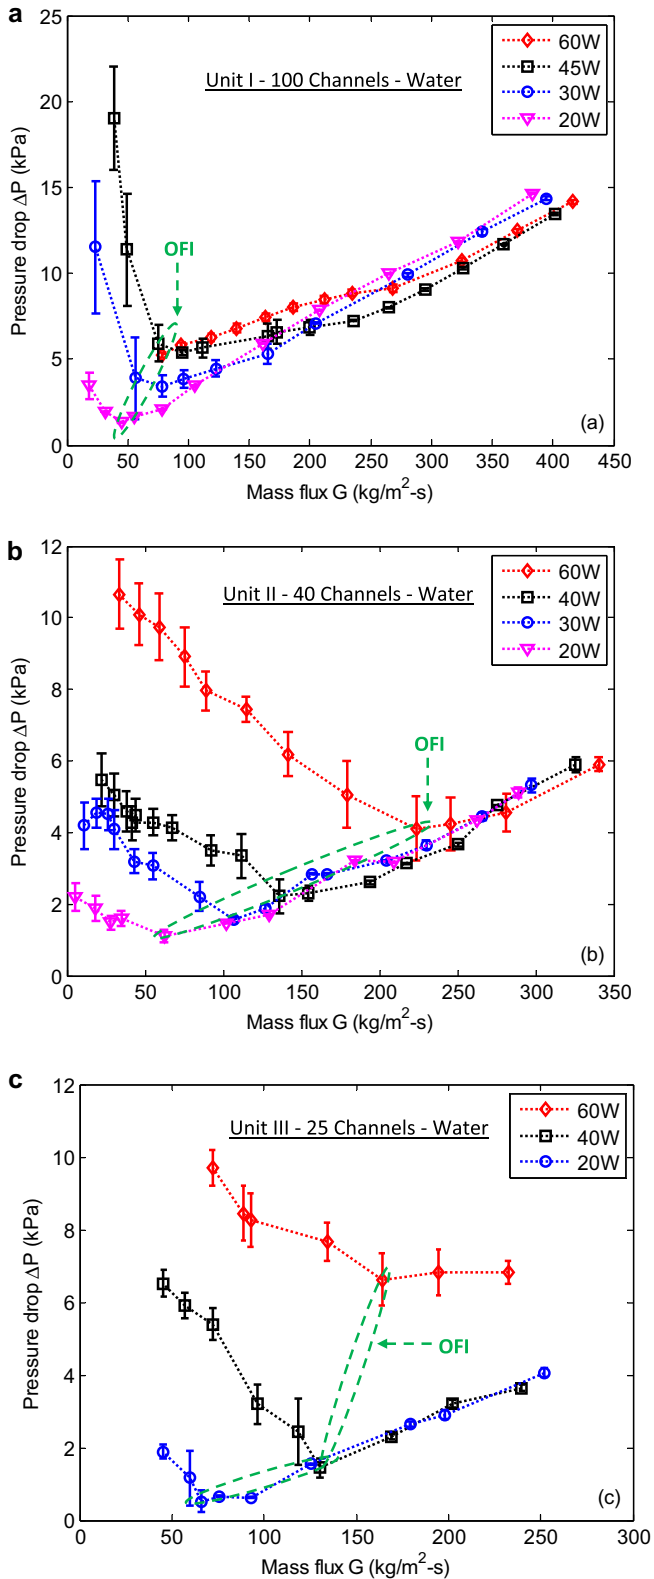 a
Unit I - 100 Channels - Water
60W
45W
30W
20W
OFI
Pressure drop ΔP (kPa)
25
20
15
10
5
0
(a)
0 50 100 150 200 250 300 350 400 450
Mass flux G (kg/m²-s)
b
Unit II - 40 Channels - Water
60W
40W
30W
20W
OFI
Pressure drop ΔP (kPa)
12
10
8
6
4
2
0
(b)
0 50 100 150 200 250 300 350
Mass flux G (kg/m²-s)
c
Unit III - 25 Channels - Water
60W
40W
20W
OFI
Pressure drop ΔP (kPa)
12
10
8
6
4
2
0
(c)
0 50 100 150 200 250 300
Mass flux G (kg/m²-s)